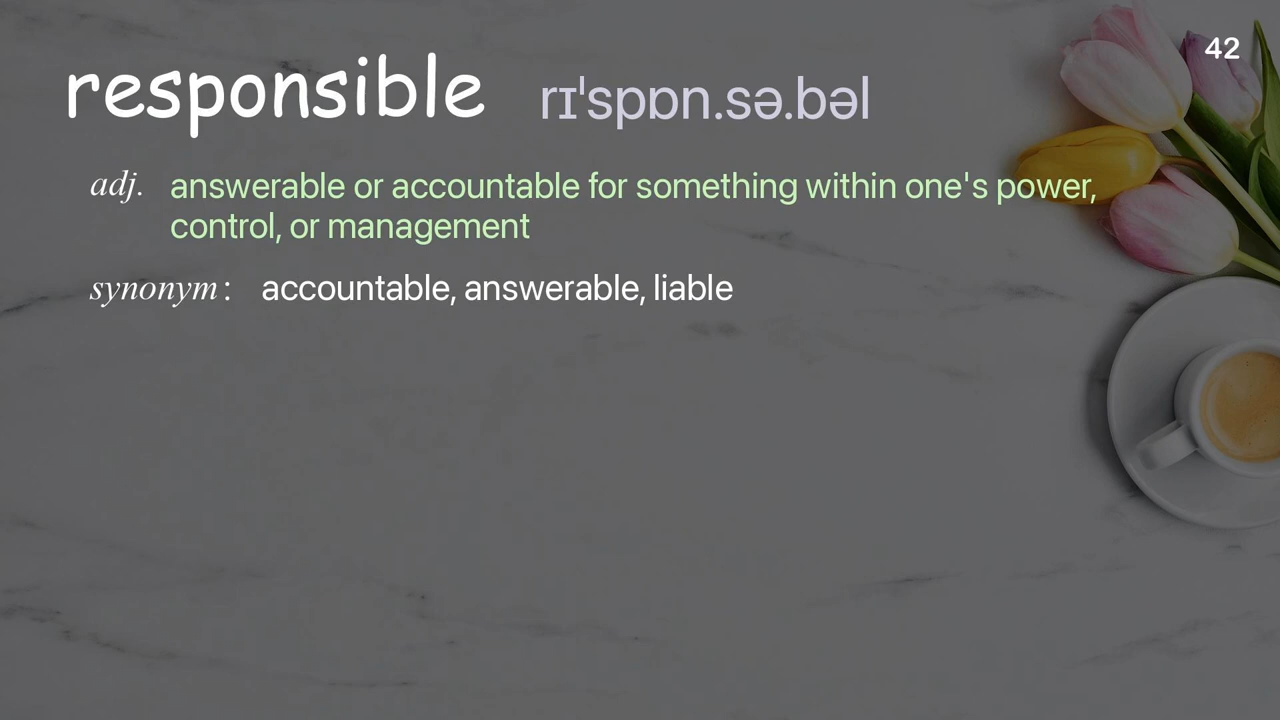 42
responsible rɪˈspɒn.sə.bəl
adj. answerable or accountable for something within one's power,
control, or management
synonym: accountable, answerable, liable